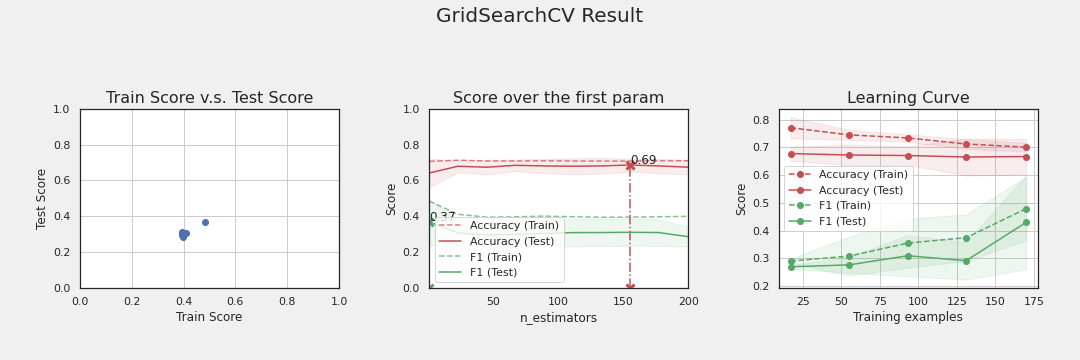 GridSearchCV Result
Train Score v.s. Test Score
1.0
0.8
0.6
0.4
0.2
0.0
Test Score
0.0 0.2 0.4 0.6 0.8 1.0
Train Score
Score over the first param
1.0
0.8
0.6
0.4
0.2
0.0
Score
0.69
0.37
Accuracy (Train)
Accuracy (Test)
F1 (Train)
F1 (Test)
50 100 150 200
n_estimators
Learning Curve
0.8
0.7
0.6
0.5
0.4
0.3
0.2
Score
Accuracy (Train)
Accuracy (Test)
F1 (Train)
F1 (Test)
25 50 75 100 125 150 175
Training examples